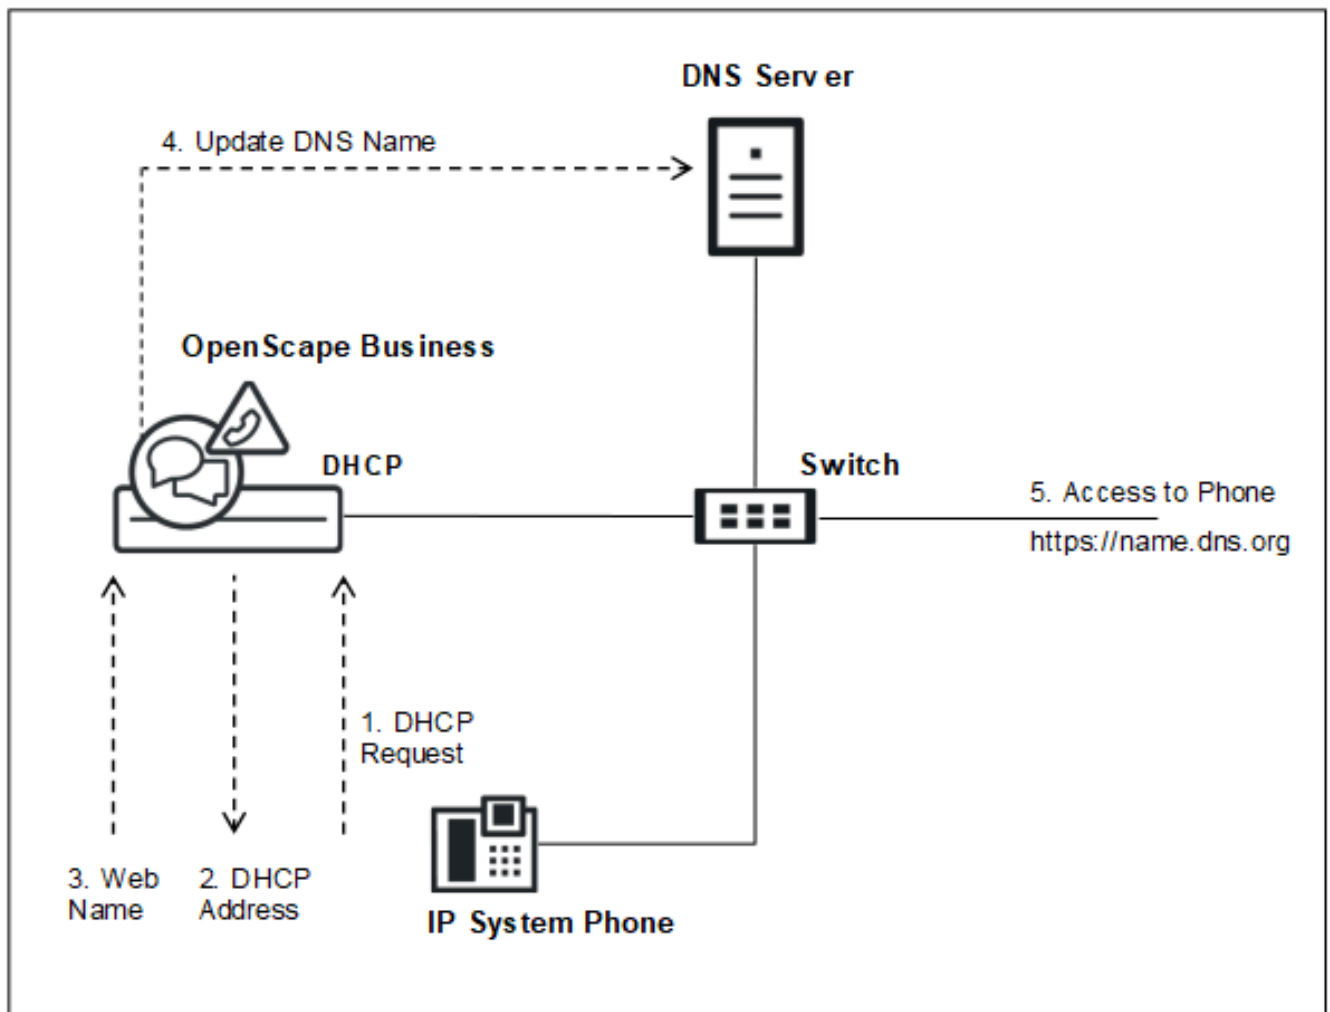 DNS Server
4. Update DNS Name
OpenScape Business
DHCP
Switch
5. Access to Phone
https://name.dns.org
1. DHCP
Request
3. Web
Name
2. DHCP
Address
IP System Phone